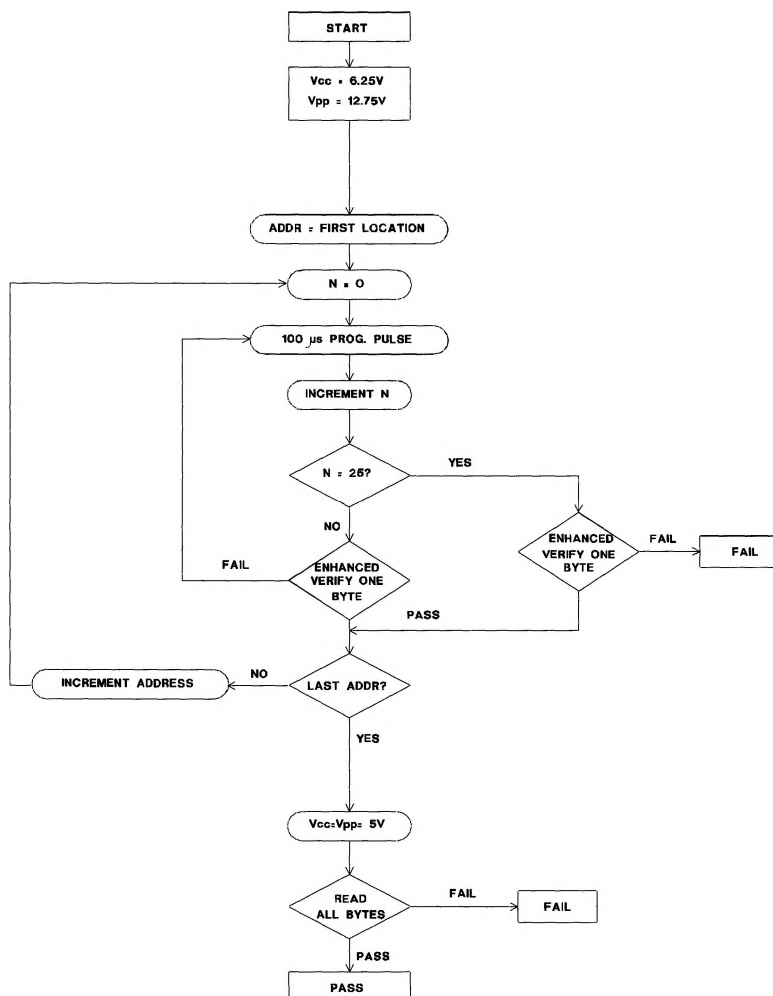 START
Vcc = 6.25V
Vpp = 12.75V
ADDR = FIRST LOCATION
N = O
100 µs PROG. PULSE
INCREMENT N
N = 25?
YES
NO
ENHANCED
VERIFY ONE
BYTE
FAIL
ENHANCED
VERIFY ONE
BYTE
FAIL
FAIL
PASS
LAST ADDR?
NO
INCREMENT ADDRESS
YES
Vcc=Vpp= 5V
READ
ALL BYTES
FAIL
FAIL
PASS
PASS